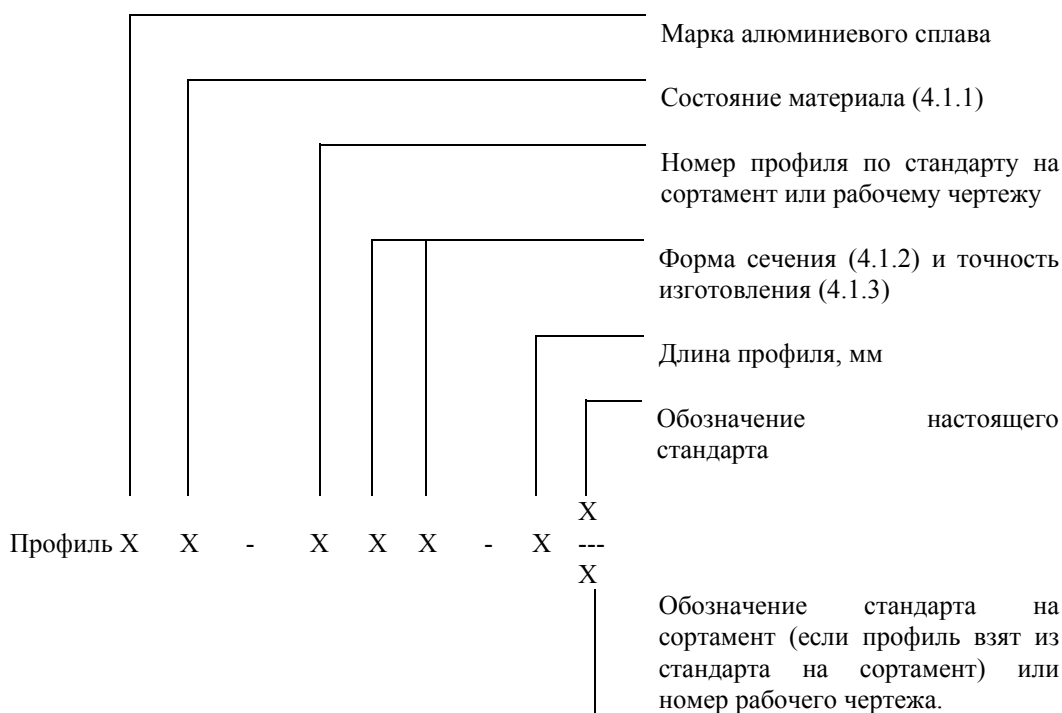 Марка алюминиевого сплава
Состояние материала (4.1.1)
Номер профиля по стандарту на
сортамент или рабочему чертежу
Форма сечения (4.1.2) и точность
изготовления (4.1.3)
Длина профиля, мм
Обозначение настоящего
стандарта
Х
Профиль Х Х - Х Х Х - Х ---
Х
Обозначение стандарта на
сортамент (если профиль взят из
стандарта на сортамент) или
номер рабочего чертежа.